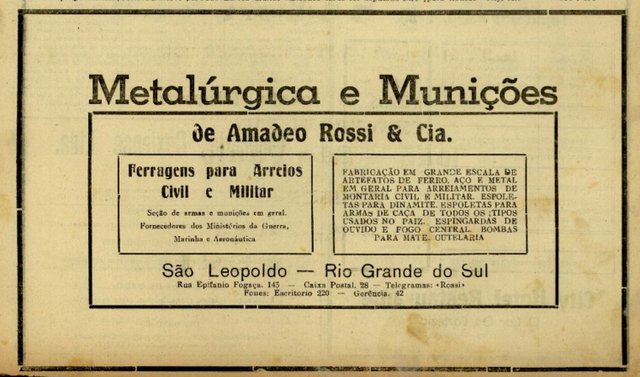 Metalúrgica e Munições
de Amadeo Rossi & Cia.
Ferragens para Arreios
Civil e Militar
Seção de armas e munições em geral.
Fornecedores dos Ministérios da Guerra,
Marinha e Aeronáutica
FABRICAÇÃO EM GRANDE ESCALA DE
ARTEFATOS DE FERRO, AÇO E METAL
EM GERAL PARA ARREIAMENTOS DE
MONTARIA CIVIL E MILITAR. ESPOLE
TAS PARA DINAMITE. ESPOLETAS PARA
ARMAS DE CAÇA DE TODOS OS TIPOS
USADOS NO PAIZ. ESPINGARDAS DE
OUVIDO E FOGO CENTRAL. BOMBAS
PARA MATE. CUTELARIA
São Leopoldo — Rio Grande do Sul
Rua Epifanio Fogaça, 143 — Caixa Postal, 28 — Telegramas: «Rossi»
Fones: Escritorio 220 — Gerência, 42